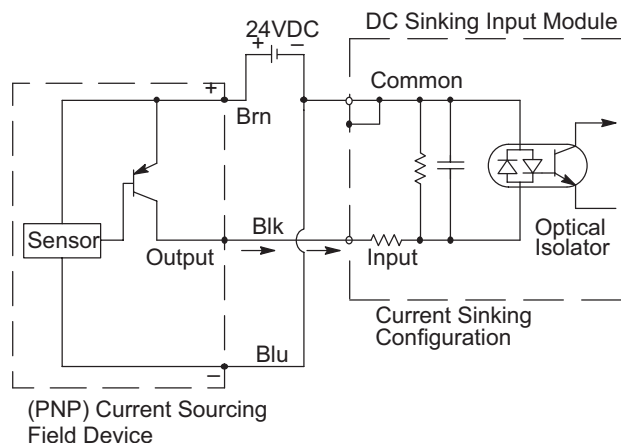 24VDC
DC Sinking Input Module
+ −
+
Common
Brn
Sensor
Output
Blk
Input
Optical
Isolator
Blu
−
Current Sinking
Configuration
(PNP) Current Sourcing
Field Device